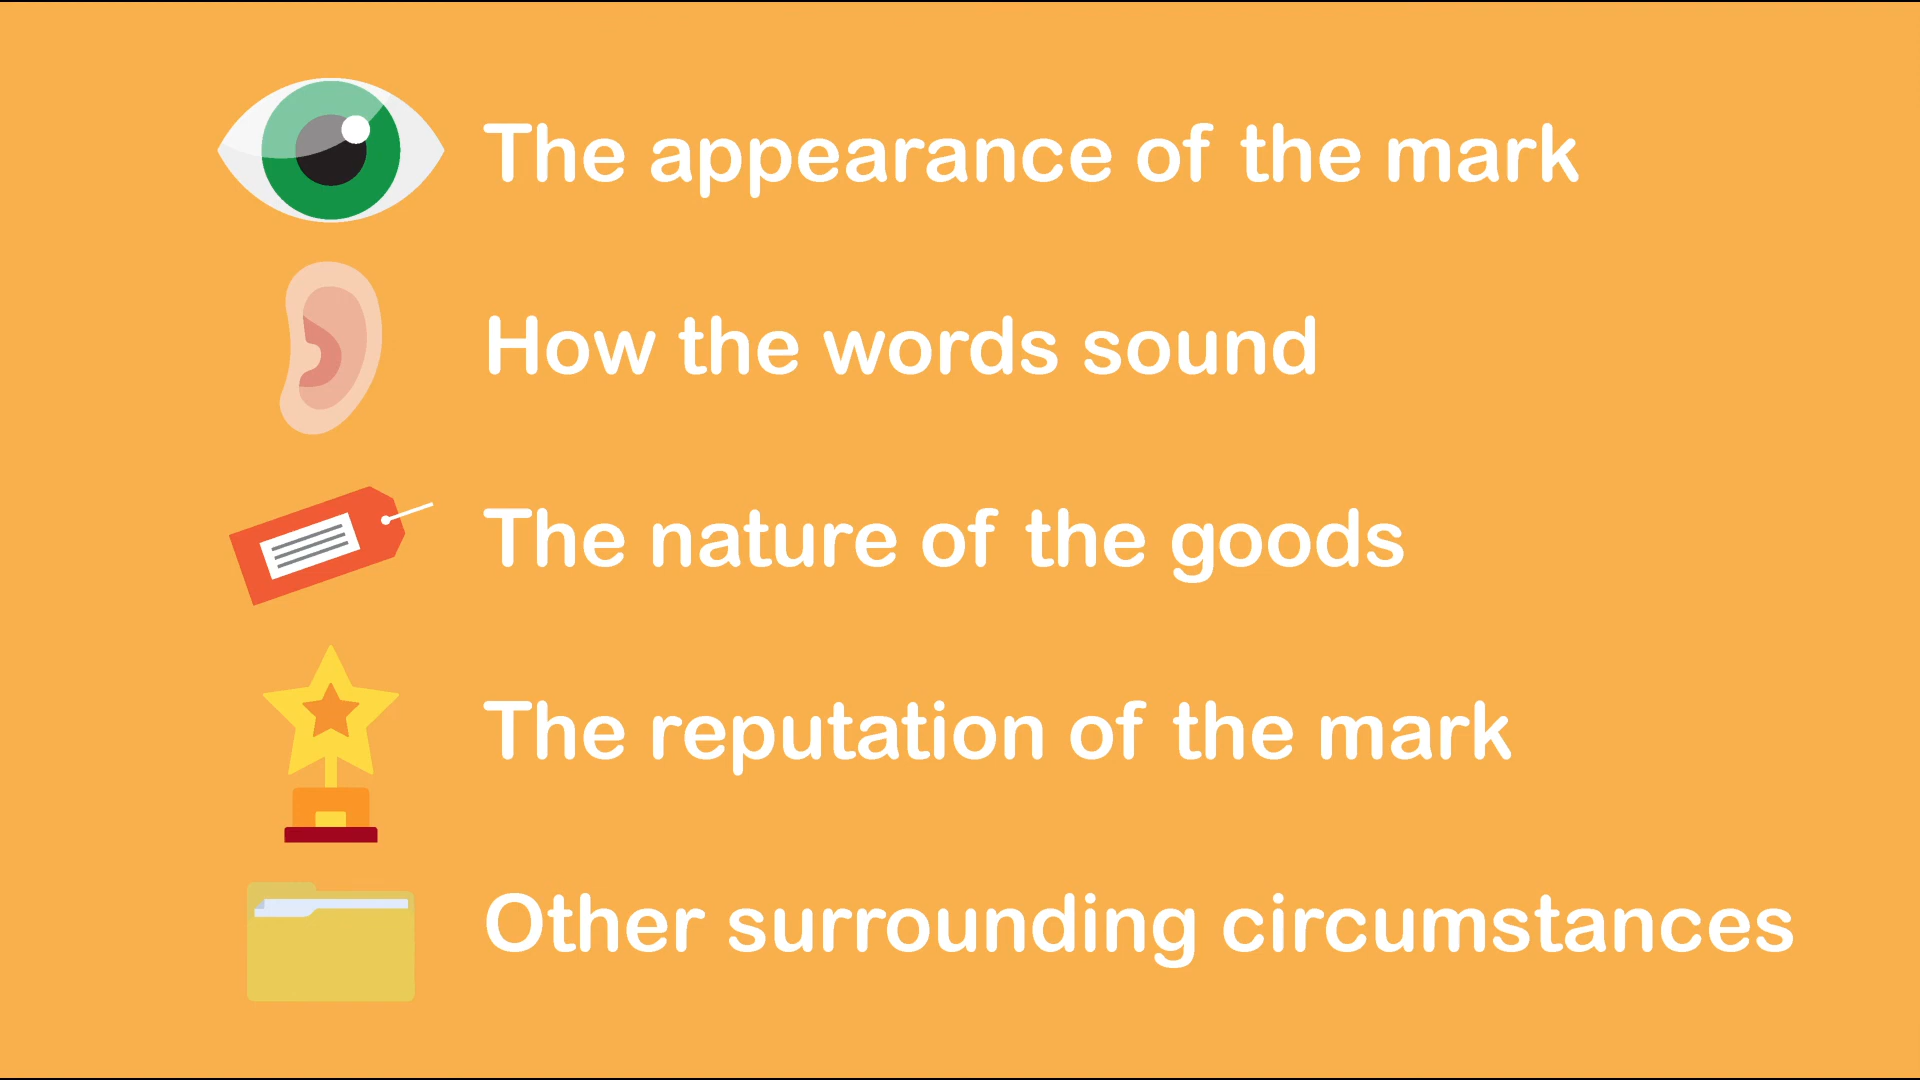 The appearance of the mark
How the words sound
The nature of the goods
The reputation of the mark
Other surrounding circumstances